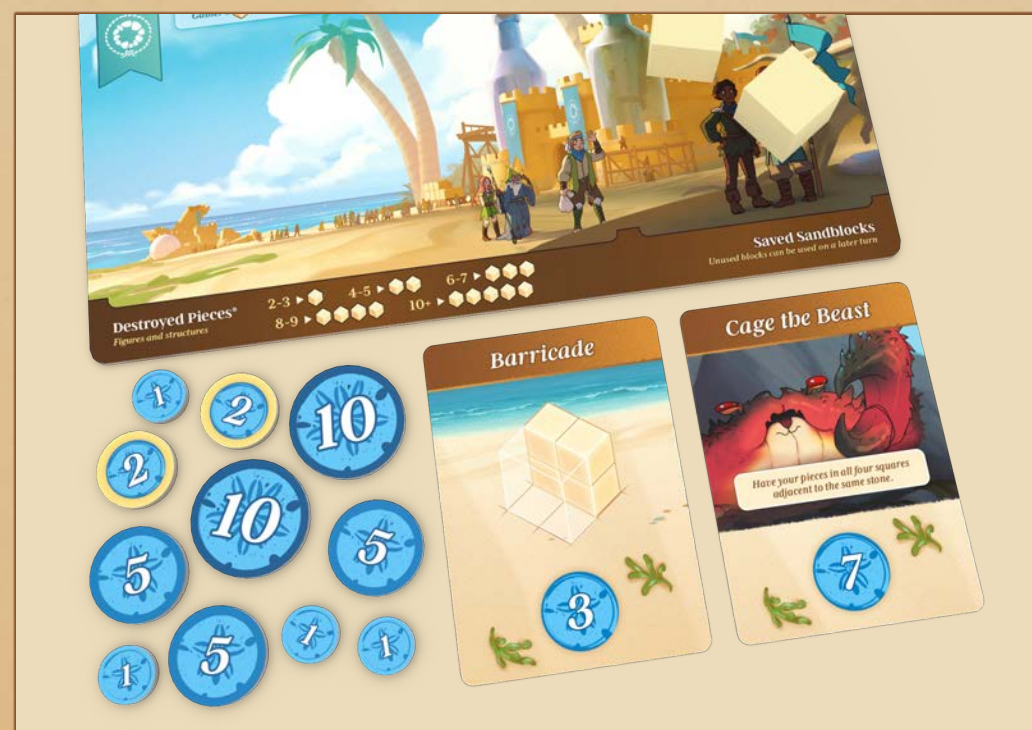 Saved Sandblocks
Unused blocks can be used on a later turn
Destroyed Pieces*
Figures and structures
2-3
4-5
6-7
8-9
10+
Barricade
3
Cage the Beast
Have your pieces in all four squares
adjacent to the same stone.
7
1
2
10
2
10
5
5
5
1
1
1